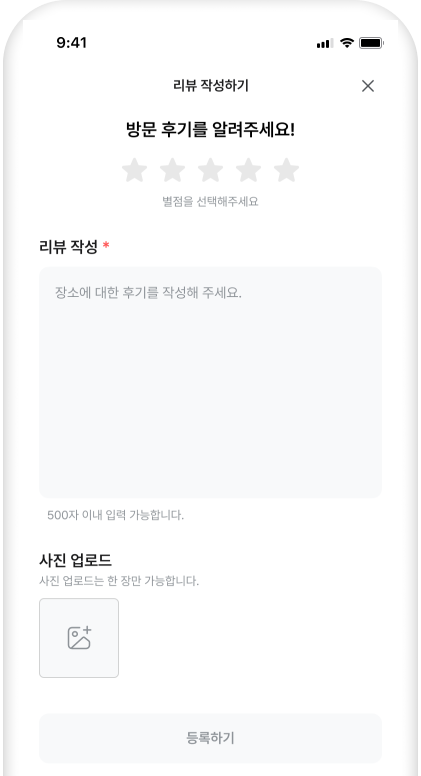 9:41
리뷰 작성하기
방문 후기를 알려주세요!
별점을 선택해주세요
리뷰 작성 *
장소에 대한 후기를 작성해 주세요.
500자 이내 입력 가능합니다.
사진 업로드
사진 업로드는 한 장만 가능합니다.
등록하기